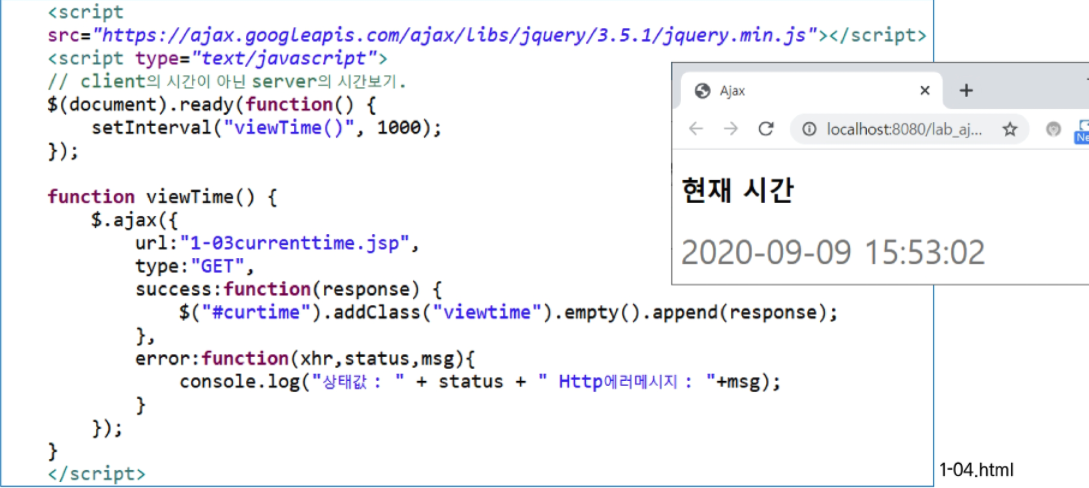 <script
src="https://ajax.googleapis.com/ajax/libs/jquery/3.5.1/jquery.min.js"></script>
<script type="text/javascript">
// client의 시간이 아닌 server의 시간보기.
$(document).ready(function() {
    setInterval("viewTime()", 1000);
});

function viewTime() {
    $.ajax({
        url:"1-03currenttime.jsp",
        type:"GET",
        success:function(response) {
            $("#curtime").addClass("viewtime").empty().append(response);
        },
        error:function(xhr,status,msg){
            console.log("상태값 : " + status + " Http에러메시지 : "+msg);
        }
    });
}
</script>
Ajax
localhost:8080/lab_aj...
Ne
현재 시간
2020-09-09 15:53:02
1-04.html